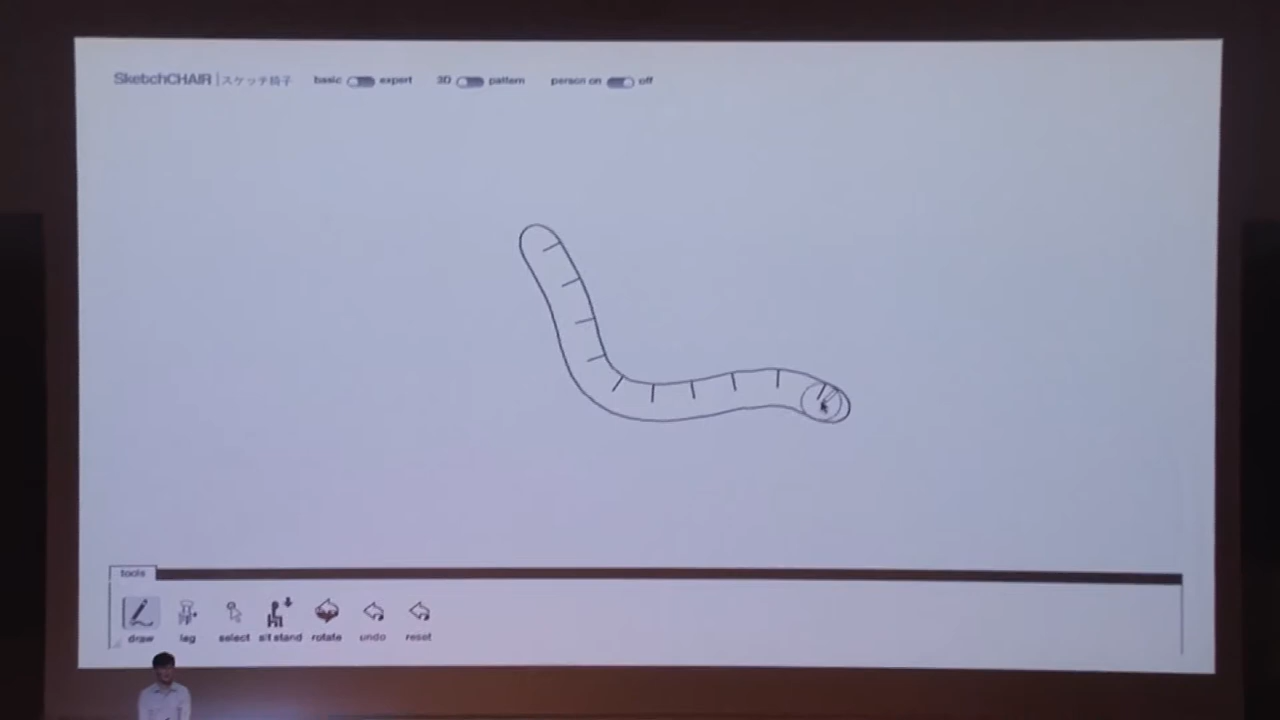 SketchCHAIR | スケッチ椅子 basic expert 3D pattern person on off
tools
draw leg select sit stand rotate undo reset